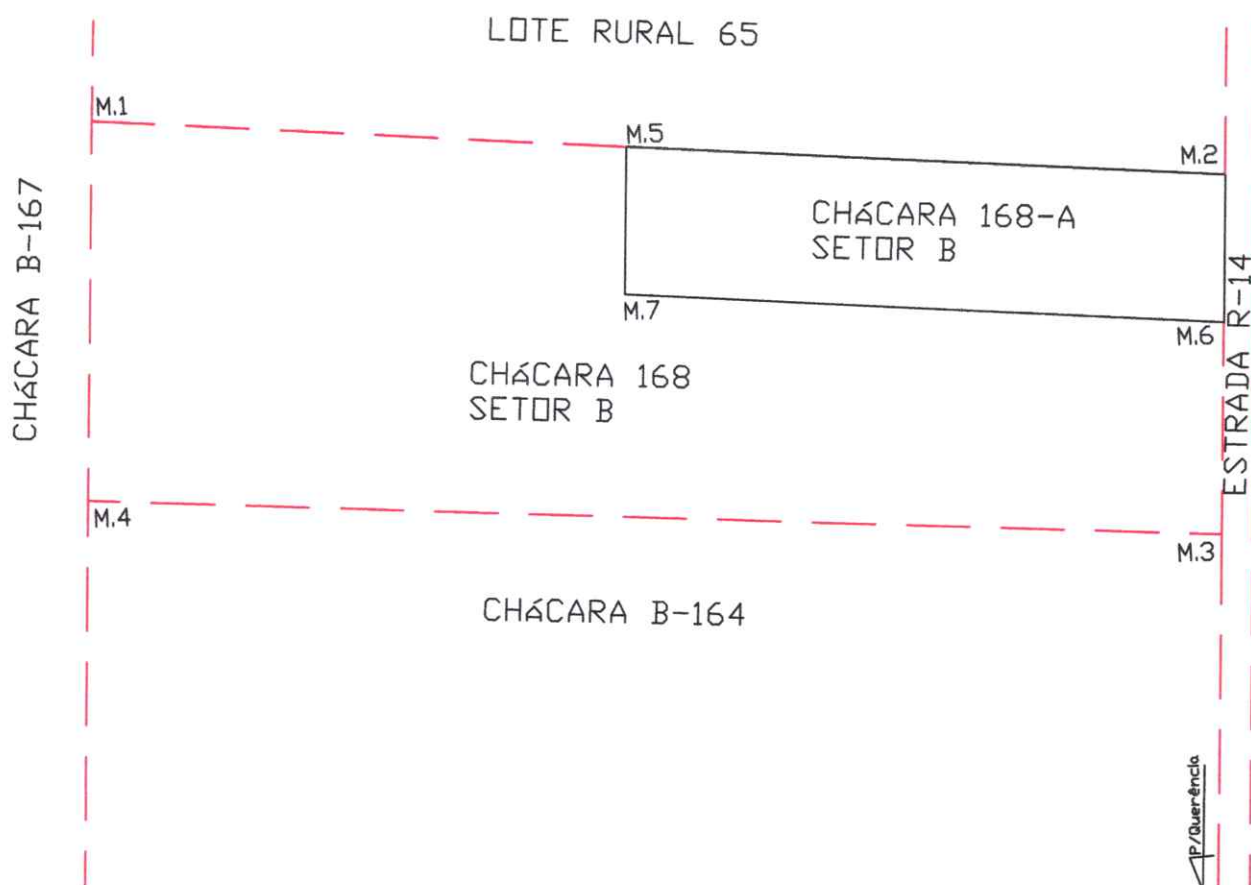 LOTE RURAL 65
M.1
M.5
M.2
CHáCARA B-167
CHáCARA 168-A
SETOR B
M.7
M.6
ESTRADA R-14
CHáCARA 168
SETOR B
M.4
M.3
CHáCARA B-164
P/Querência